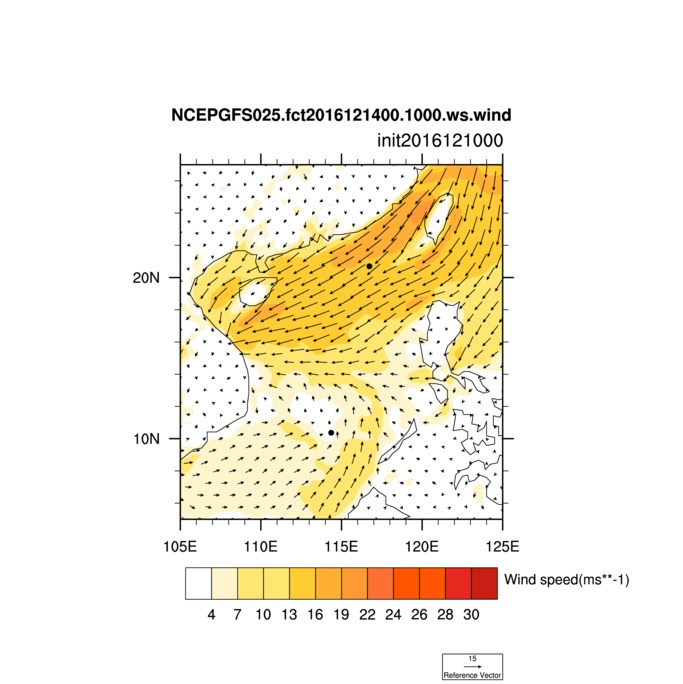 NCEPGFS025.fct2016121400.1000.ws.wind
init2016121000
20N
10N
105E 110E 115E 120E 125E
Wind speed(ms**-1)
4 7 10 13 16 19 22 24 26 28 30
15
Reference Vector